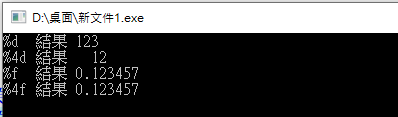 D:\桌面\新文件1.exe
%d  結果 123
%4d 結果   12
%f  結果 0.123457
%4f 結果 0.123457